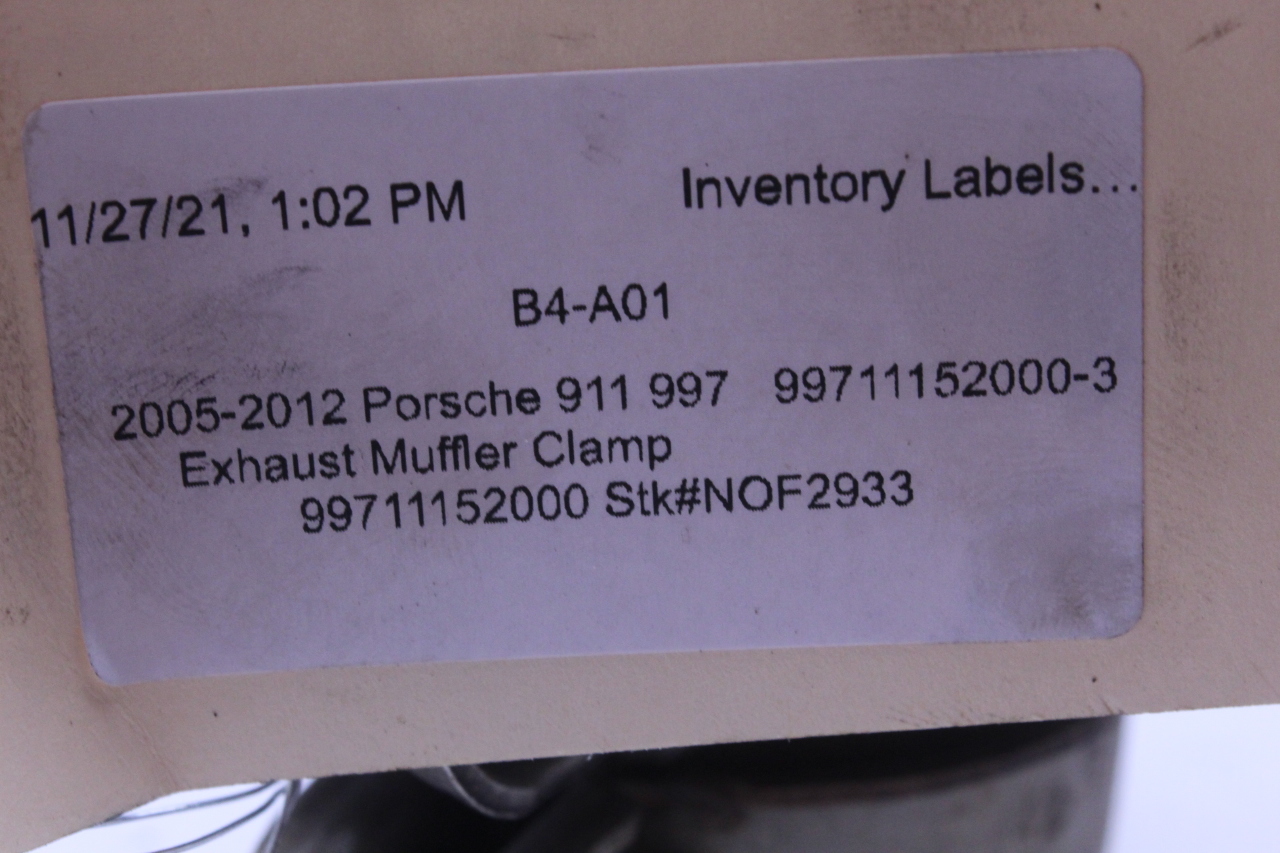 11/27/21, 1:02 PM Inventory Labels...
B4-A01
2005-2012 Porsche 911 997 99711152000-3
Exhaust Muffler Clamp
99711152000 Stk#NOF2933